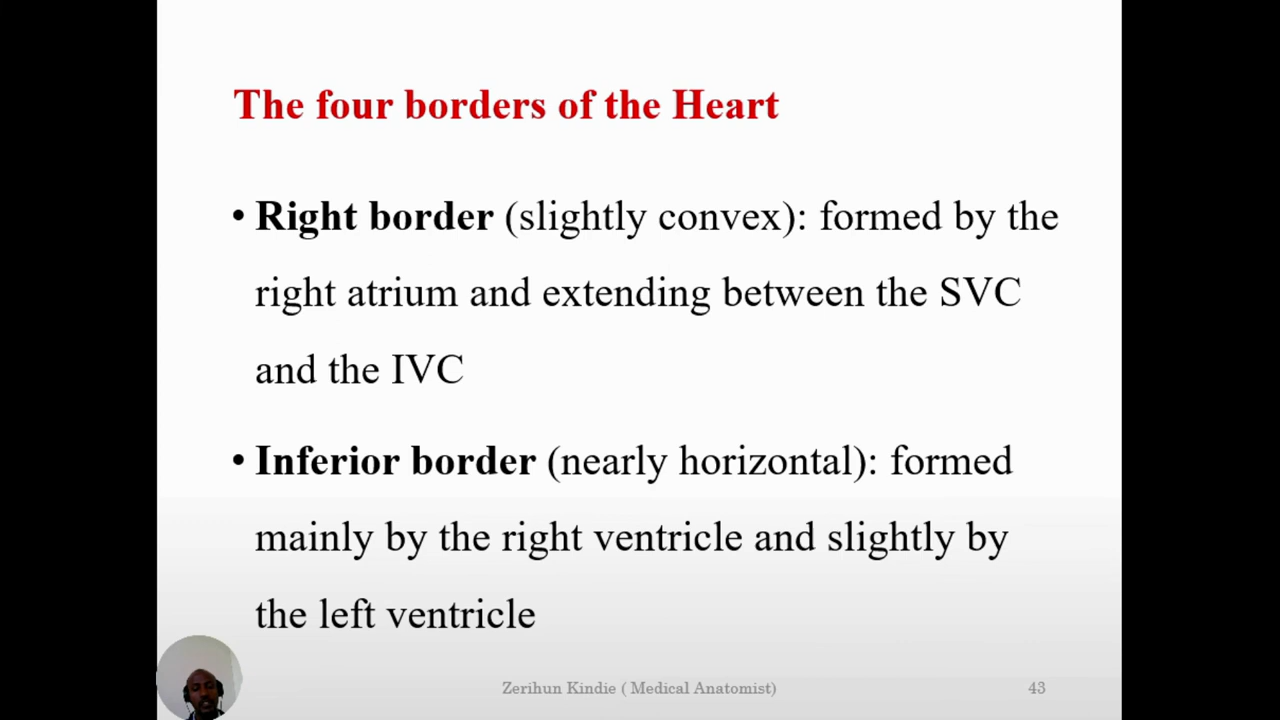 The four borders of the Heart
• Right border (slightly convex): formed by the
right atrium and extending between the SVC
and the IVC
• Inferior border (nearly horizontal): formed
mainly by the right ventricle and slightly by
the left ventricle
Zerihun Kindie ( Medical Anatomist)
43